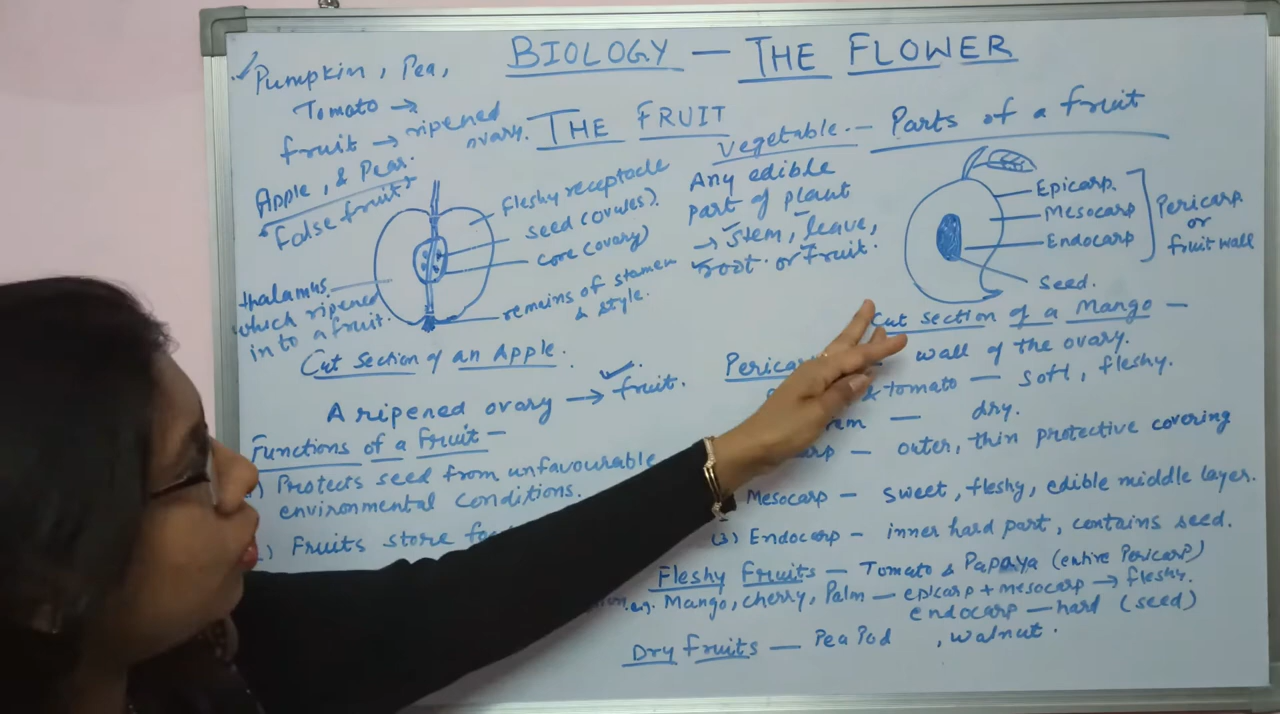 BIOLOGY — THE FLOWER
✓Pumpkin, Pea,
Tomato →
fruit → ripened
ovary.
Apple, & Pear.
"False fruit"
THE FRUIT
fleshy receptacle
seed (ovules).
core (ovary)
remains of stamen
& style.
thalamus
which ripened
in to a fruit.
Cut section of an Apple.
A ripened ovary → fruit.
Functions of a Fruit —
Protects seed from unfavourable
environmental conditions.
Fruits store
Vegetable. —
Any edible
part of plant
→ stem, leave,
root. or fruit.
Parts of a fruit
Epicarp.
Mesocarp
Endocarp
Pericarp
or
fruit wall
seed.
Cut section of a Mango —
wall of the ovary.
& tomato — soft, fleshy.
— dry.
— outer, thin protective covering
Mesocarp — sweet, fleshy, edible middle layer.
(3) Endocarp — inner hard part, contains seed.
Fleshy Fruits — Tomato & Papaya (entire Pericarp)
e.g. Mango, cherry, Palm — epicarp + mesocarp → fleshy.
endocarp — hard (seed)
Dry fruits — Pea Pod , walnut.